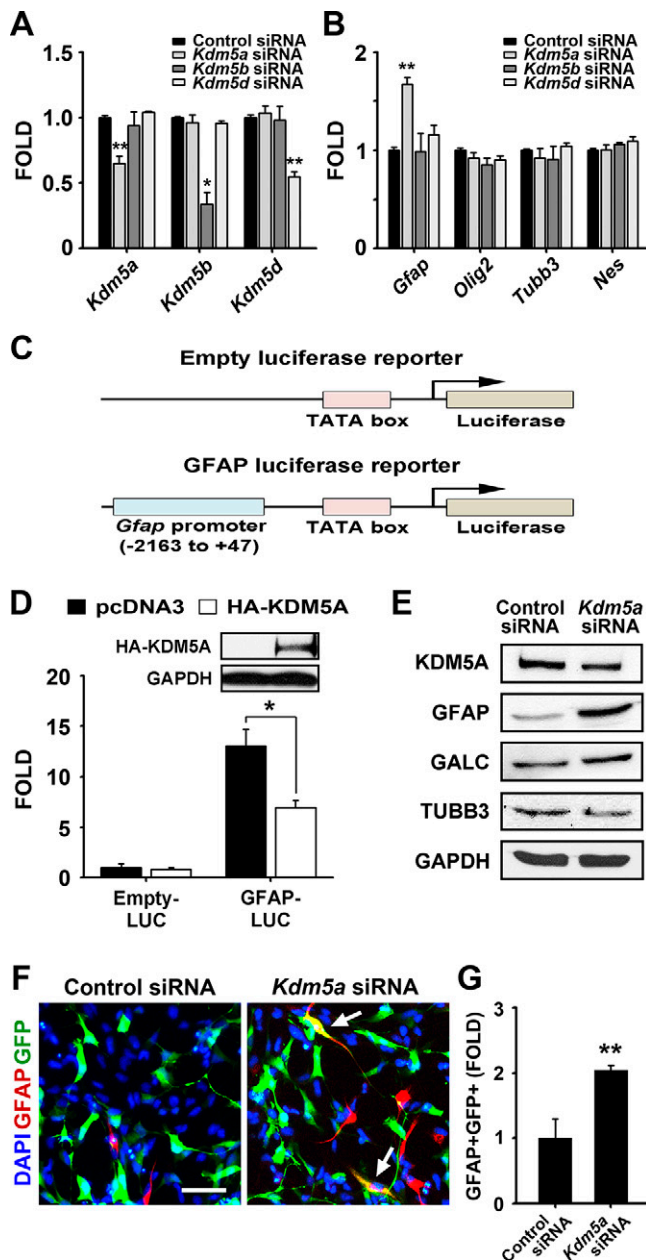 A
Control siRNA
Kdm5a siRNA
Kdm5b siRNA
Kdm5d siRNA
FOLD
1.5
1.0
0.5
0
**
*
**
Kdm5a
Kdm5b
Kdm5d
B
Control siRNA
Kdm5a siRNA
Kdm5b siRNA
Kdm5d siRNA
FOLD
2
1
0
**
Gfap
Olig2
Tubb3
Nes
C
Empty luciferase reporter
TATA box
Luciferase
GFAP luciferase reporter
Gfap promoter
(-2163 to +47)
TATA box
Luciferase
D
pcDNA3
HA-KDM5A
HA-KDM5A
GAPDH
FOLD
20
15
10
5
0
*
Empty-
LUC
GFAP-
LUC
E
Control
siRNA
Kdm5a
siRNA
KDM5A
GFAP
GALC
TUBB3
GAPDH
F
Control siRNA
Kdm5a siRNA
DAPI GFAP GFP
G
GFAP+GFP+ (FOLD)
3
2
1
0
**
Control
siRNA
Kdm5a
siRNA